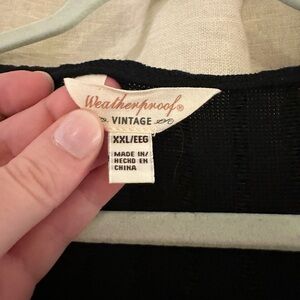 Weatherproof®
VINTAGE
XXL/EEG
MADE IN/
HECHO EN
CHINA